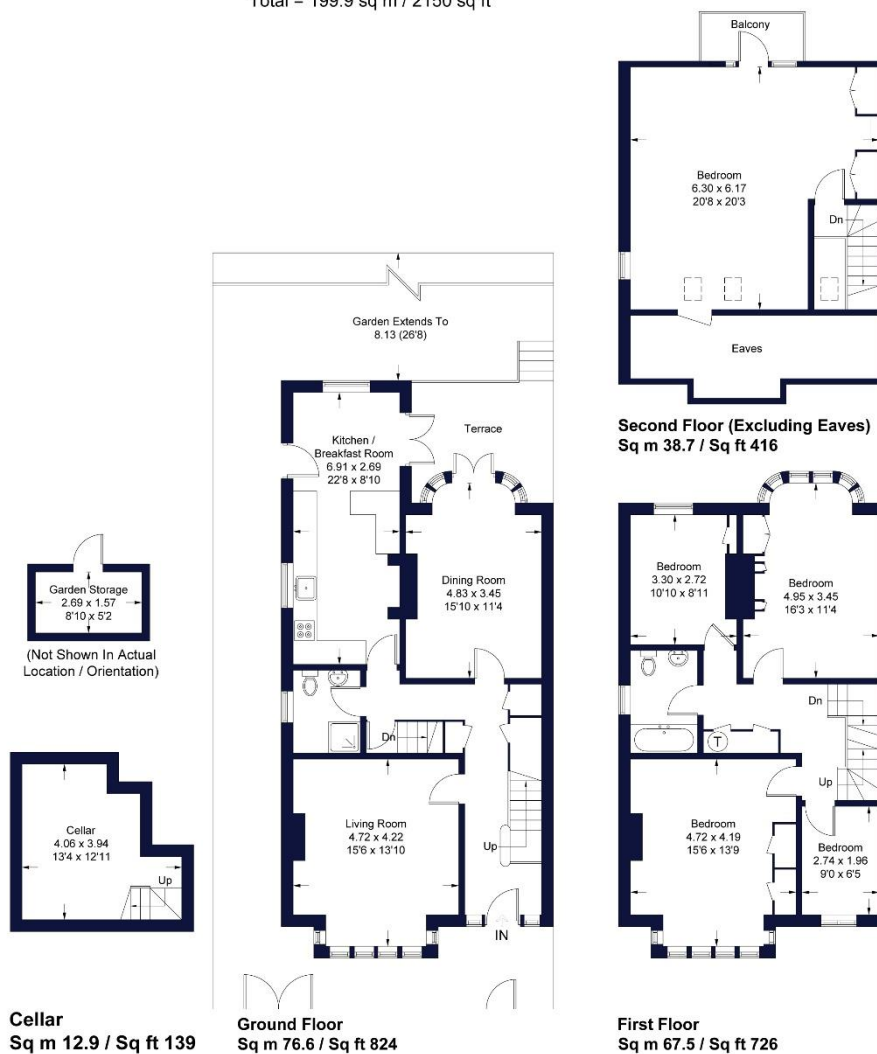 Total = 199.9 sq m / 2150 sq ft
Balcony
Bedroom
6.30 x 6.17
20'8 x 20'3
Dn
Eaves
Second Floor (Excluding Eaves)
Sq m 38.7 / Sq ft 416
Garden Extends To
8.13 (26'8)
Kitchen /
Breakfast Room
6.91 x 2.69
22'8 x 8'10
Terrace
Dining Room
4.83 x 3.45
15'10 x 11'4
Dn
Living Room
4.72 x 4.22
15'6 x 13'10
Up
IN
Ground Floor
Sq m 76.6 / Sq ft 824
Garden Storage
2.69 x 1.57
8'10 x 5'2
(Not Shown In Actual
Location / Orientation)
Cellar
4.06 x 3.94
13'4 x 12'11
Up
Cellar
Sq m 12.9 / Sq ft 139
Bedroom
3.30 x 2.72
10'10 x 8'11
Bedroom
4.95 x 3.45
16'3 x 11'4
Dn
T
Up
Bedroom
4.72 x 4.19
15'6 x 13'9
Bedroom
2.74 x 1.96
9'0 x 6'5
First Floor
Sq m 67.5 / Sq ft 726